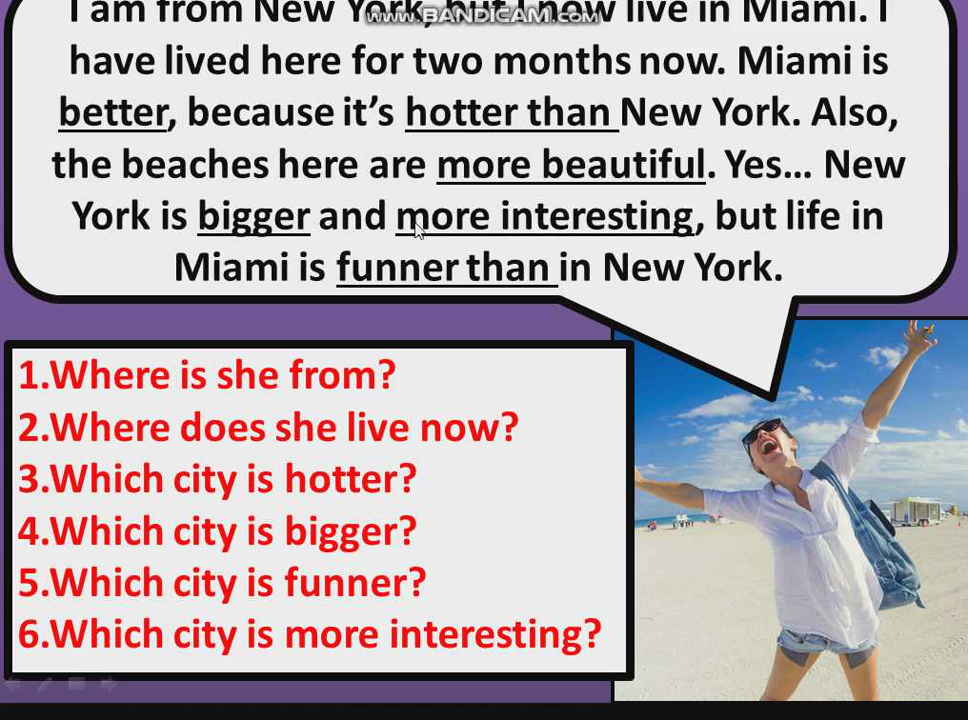 I am from New York, but I now live in Miami. I
www.BANDICAM.com
have lived here for two months now. Miami is
better, because it’s hotter than New York. Also,
the beaches here are more beautiful. Yes… New
York is bigger and more interesting, but life in
Miami is funner than in New York.
1.Where is she from?
2.Where does she live now?
3.Which city is hotter?
4.Which city is bigger?
5.Which city is funner?
6.Which city is more interesting?